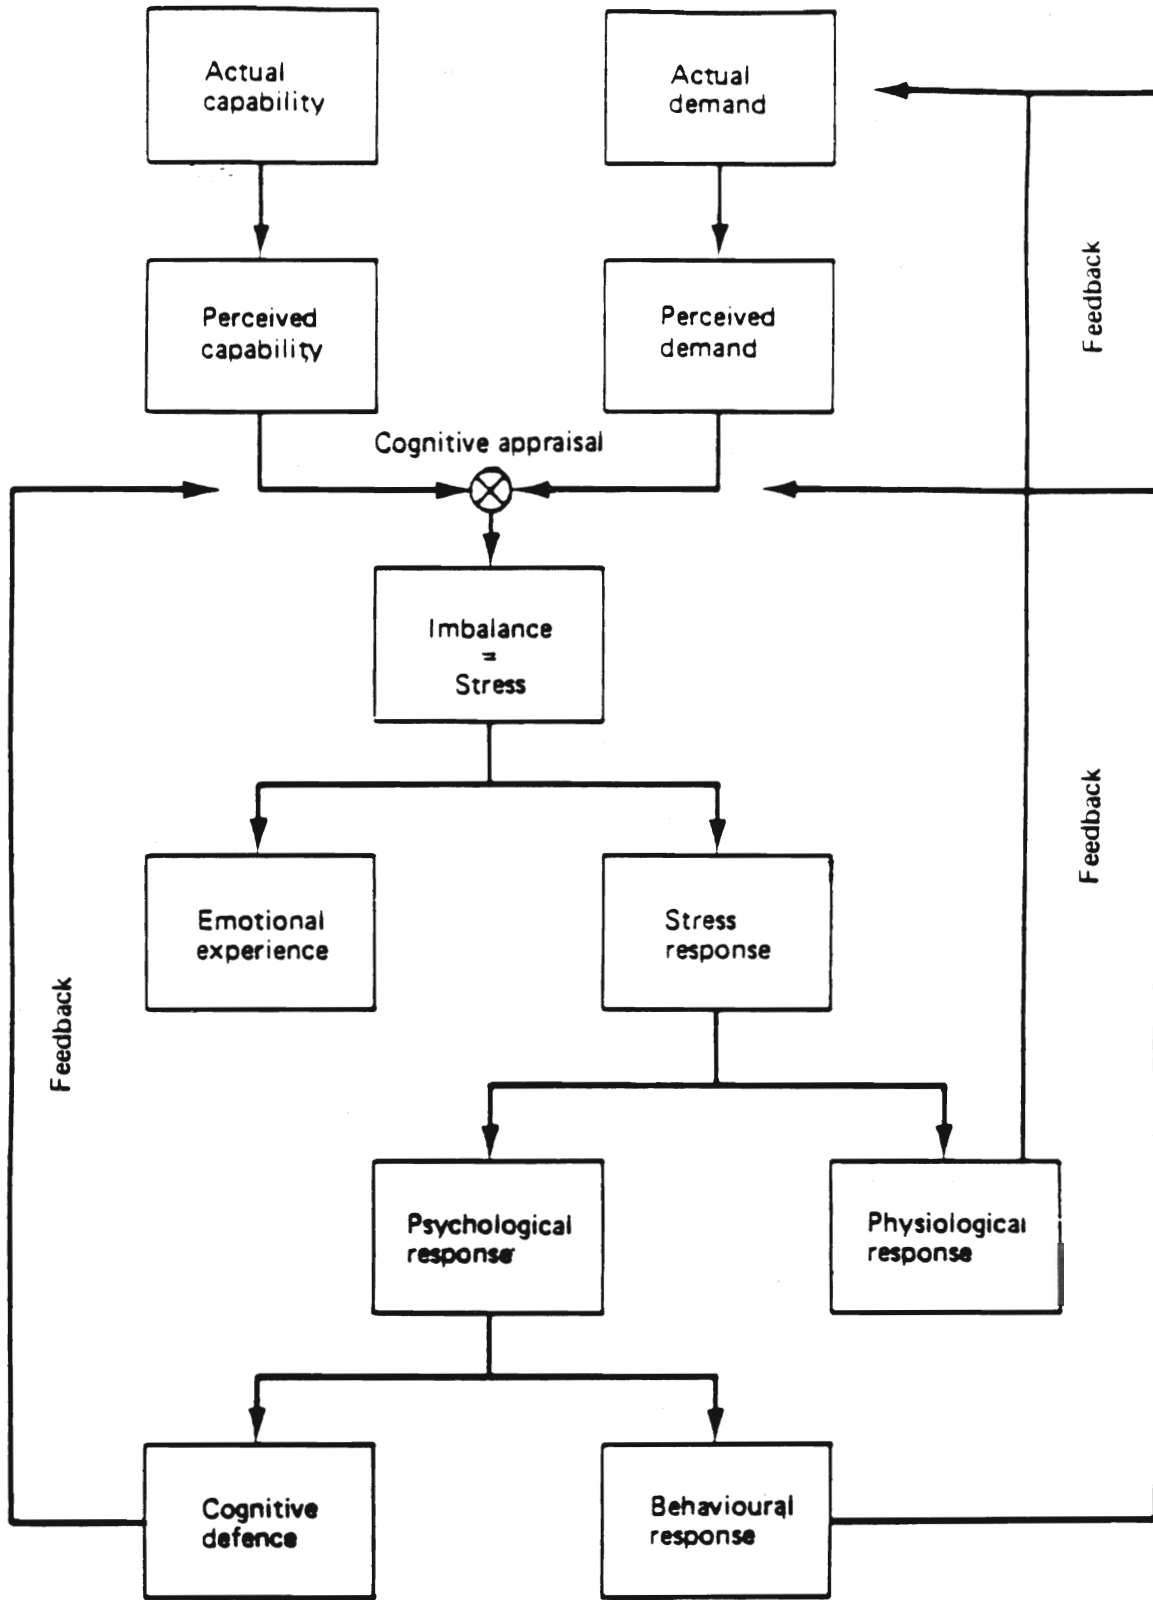 Actual
capability
Actual
demand
Feedback
Perceived
capability
Perceived
demand
Cognitive appraisal
Imbalance
=
Stress
Feedback
Emotional
experience
Stress
response
Feedback
Psychological
response
Physiological
response
Cognitive
defence
Behavioural
response